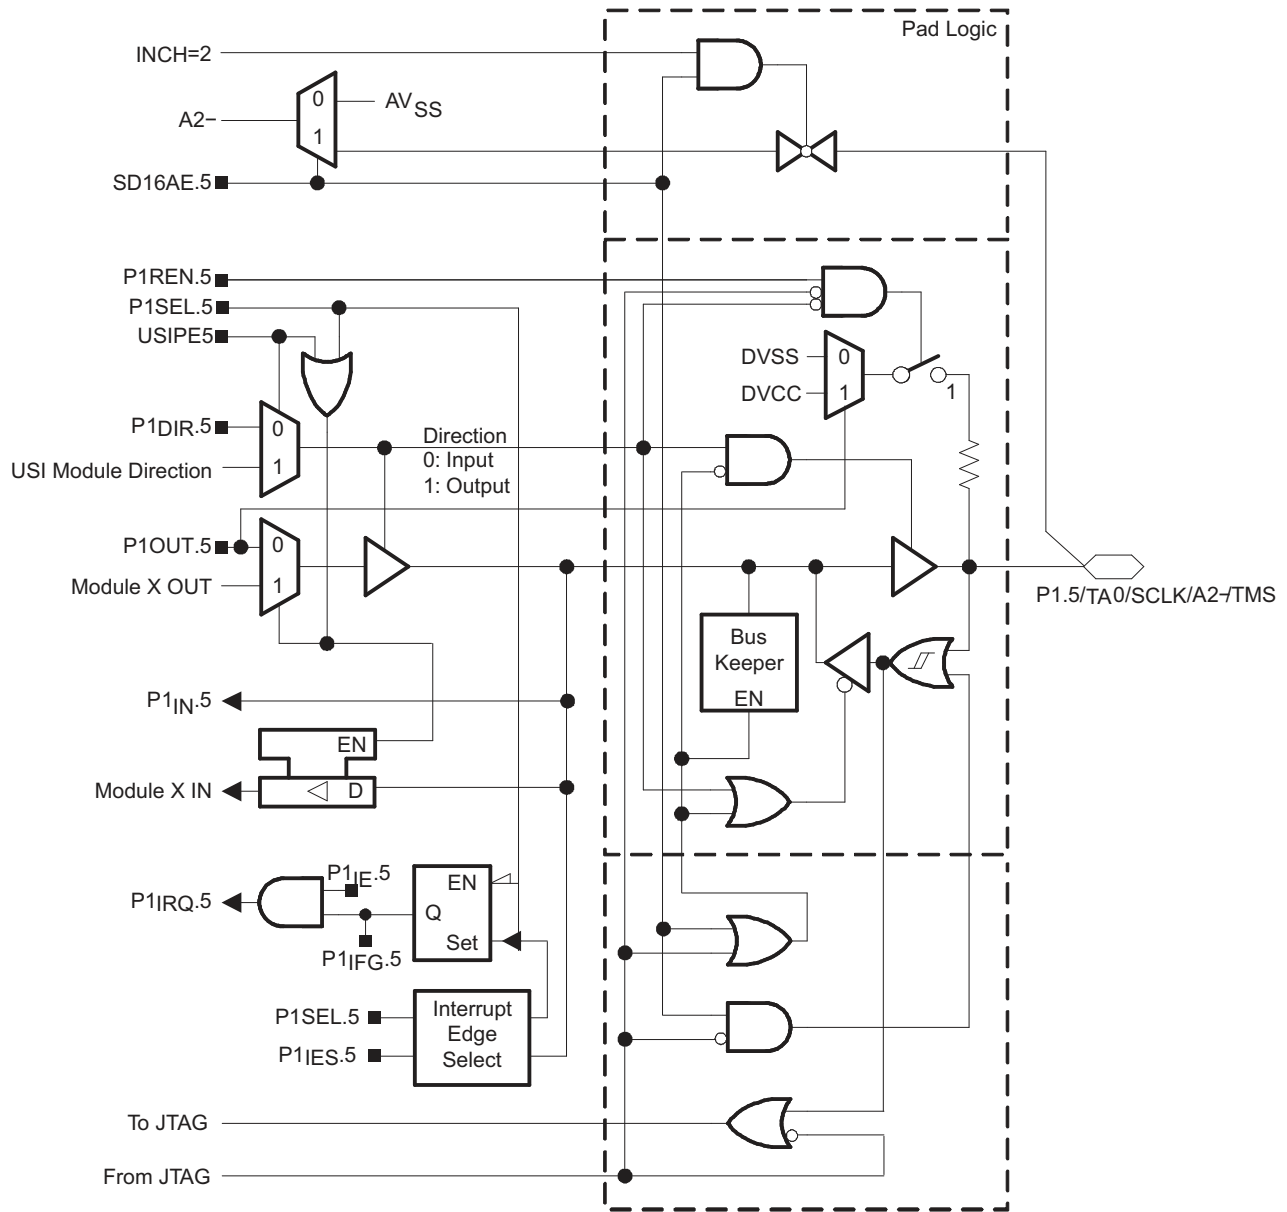 Pad Logic
INCH=2
0
AVSS
A2−
1
SD16AE.5
P1REN.5
P1SEL.5
USIPE5
DVSS
0
DVCC
1
1
P1DIR.5
0
Direction
0: Input
1: Output
USI Module Direction
1
P1OUT.5
0
Module X OUT
1
P1.5/TA0/SCLK/A2−/TMS
Bus
Keeper
EN
P1IN.5
EN
Module X IN
D
P1IE.5
EN
P1IRQ.5
Q
Set
P1IFG.5
P1SEL.5
Interrupt
Edge
Select
P1IES.5
To JTAG
From JTAG